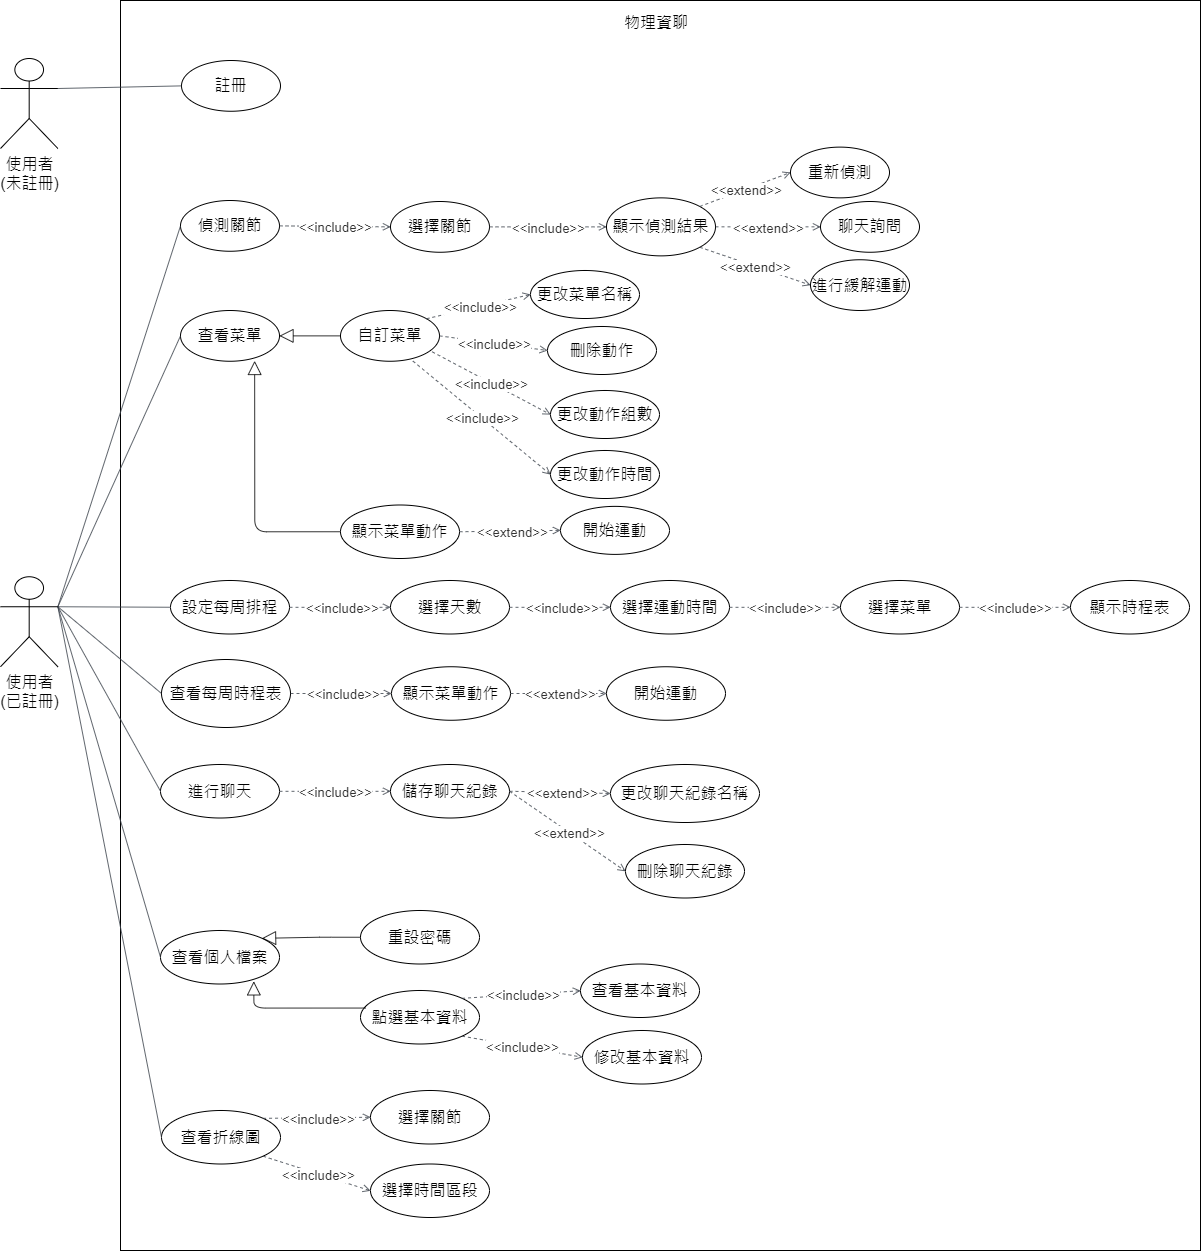 物理資聊
註冊
使用者
(未註冊)
重新偵測
<<extend>>
偵測關節
<<include>>
選擇關節
<<include>>
顯示偵測結果
<<extend>>
聊天詢問
<<extend>>
進行緩解運動
更改菜單名稱
<<include>>
查看菜單
自訂菜單
<<include>>
刪除動作
<<include>>
更改動作組數
<<include>>
更改動作時間
顯示菜單動作
<<extend>>
開始運動
使用者
(已註冊)
設定每周排程
<<include>>
選擇天數
<<include>>
選擇運動時間
<<include>>
選擇菜單
<<include>>
顯示時程表
查看每周時程表
<<include>>
顯示菜單動作
<<extend>>
開始運動
進行聊天
<<include>>
儲存聊天紀錄
<<extend>>
更改聊天紀錄名稱
<<extend>>
刪除聊天紀錄
重設密碼
查看個人檔案
點選基本資料
<<include>>
查看基本資料
<<include>>
修改基本資料
查看折線圖
<<include>>
選擇關節
<<include>>
選擇時間區段